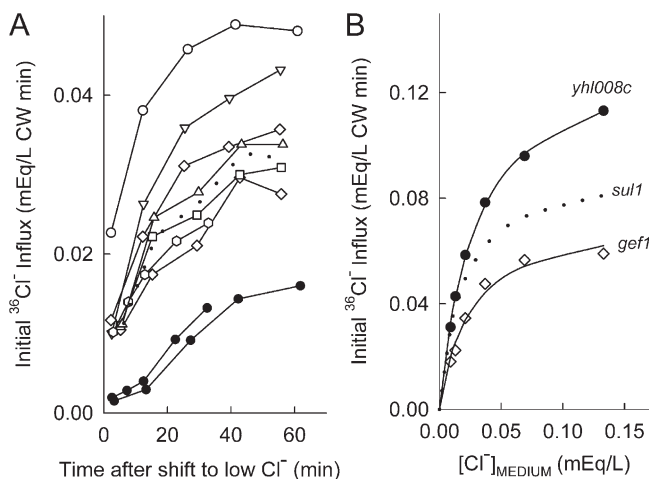 A
Initial ³⁶Cl⁻ Influx (mEq/L CW min)
0.04
0.02
0.00
0
20
40
60
Time after shift to low Cl⁻ (min)
B
Initial ³⁶Cl⁻ Influx (mEq/L CW min)
0.12
0.08
0.04
0.00
0.00
0.05
0.10
0.15
[Cl⁻]MEDIUM (mEq/L)
yhl008c
sul1
gef1